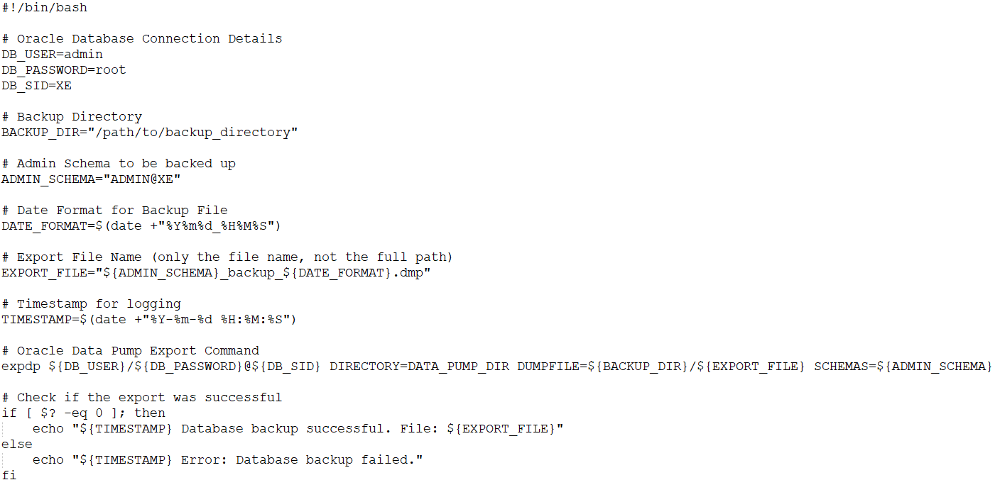 #!/bin/bash
# Oracle Database Connection Details
DB_USER=admin
DB_PASSWORD=root
DB_SID=XE
# Backup Directory
BACKUP_DIR="/path/to/backup_directory"
# Admin Schema to be backed up
ADMIN_SCHEMA="ADMIN@XE"
# Date Format for Backup File
DATE_FORMAT=$(date +"%Y%m%d_%H%M%S")
# Export File Name (only the file name, not the full path)
EXPORT_FILE="${ADMIN_SCHEMA}_backup_${DATE_FORMAT}.dmp"
# Timestamp for logging
TIMESTAMP=$(date +"%Y-%m-%d %H:%M:%S")
# Oracle Data Pump Export Command
expdp ${DB_USER}/${DB_PASSWORD}@${DB_SID} DIRECTORY=DATA_PUMP_DIR DUMPFILE=${BACKUP_DIR}/${EXPORT_FILE} SCHEMAS=${ADMIN_SCHEMA}
# Check if the export was successful
if [ $? -eq 0 ]; then
    echo "${TIMESTAMP} Database backup successful. File: ${EXPORT_FILE}"
else
    echo "${TIMESTAMP} Error: Database backup failed."
fi